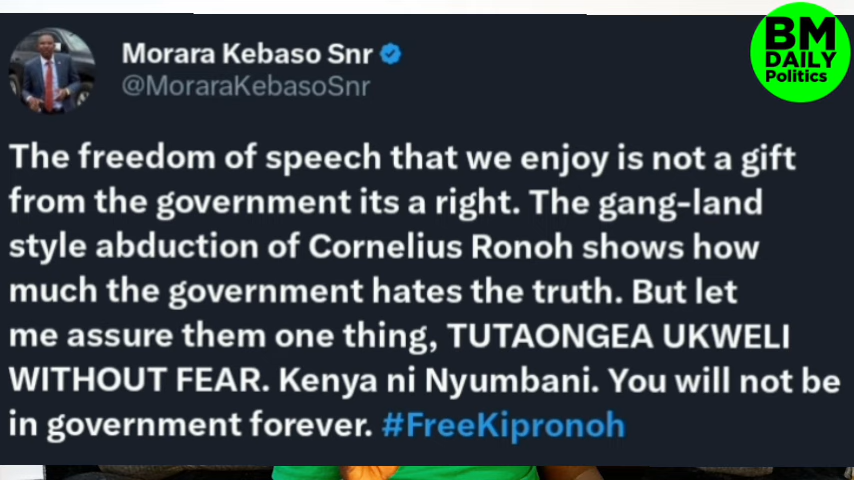 Morara Kebaso Snr
@MoraraKebasoSnr
BM
DAILY
Politics
The freedom of speech that we enjoy is not a gift
from the government its a right. The gang-land
style abduction of Cornelius Ronoh shows how
much the government hates the truth. But let
me assure them one thing, TUTAONGEA UKWELI
WITHOUT FEAR. Kenya ni Nyumbani. You will not be
in government forever. #FreeKipronoh